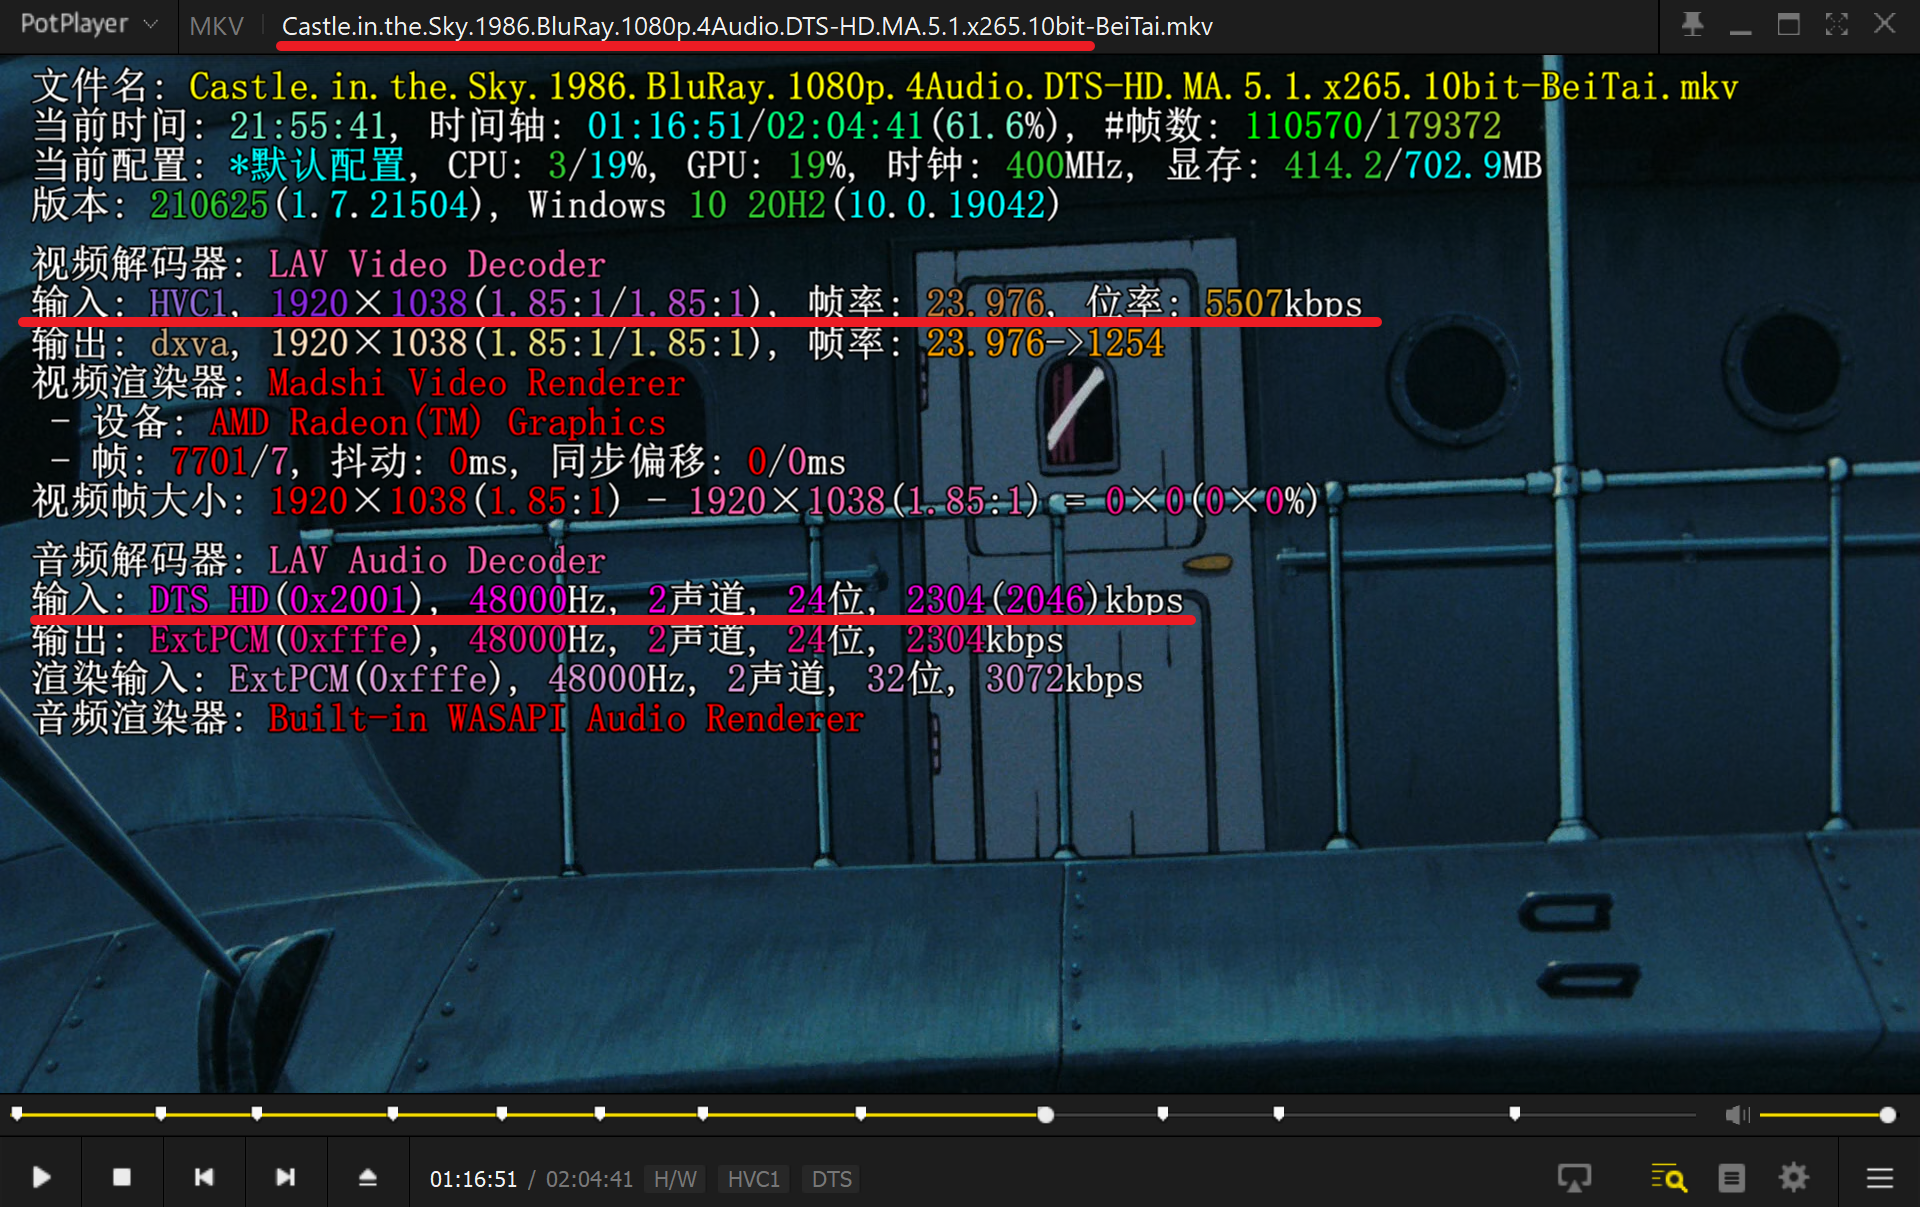 PotPlayer MKV Castle.in.the.Sky.1986.BluRay.1080p.4Audio.DTS-HD.MA.5.1.x265.10bit-BeiTai.mkv
文件名: Castle.in.the.Sky.1986.BluRay.1080p.4Audio.DTS-HD.MA.5.1.x265.10bit-BeiTai.mkv
当前时间: 21:55:41, 时间轴: 01:16:51/02:04:41(61.6%), #帧数: 110570/179372
当前配置: *默认配置, CPU: 3/19%, GPU: 19%, 时钟: 400MHz, 显存: 414.2/702.9MB
版本: 210625(1.7.21504), Windows 10 20H2(10.0.19042)
视频解码器: LAV Video Decoder
输入: HVC1, 1920×1038(1.85:1/1.85:1), 帧率: 23.976, 位率: 5507kbps
输出: dxva, 1920×1038(1.85:1/1.85:1), 帧率: 23.976->1254
视频渲染器: Madshi Video Renderer
- 设备: AMD Radeon(TM) Graphics
- 帧: 7701/7, 抖动: 0ms, 同步偏移: 0/0ms
视频帧大小: 1920×1038(1.85:1) - 1920×1038(1.85:1) = 0×0(0×0%)
音频解码器: LAV Audio Decoder
输入: DTS HD(0x2001), 48000Hz, 2声道, 24位, 2304(2046)kbps
输出: ExtPCM(0xfffe), 48000Hz, 2声道, 24位, 2304kbps
渲染输入: ExtPCM(0xfffe), 48000Hz, 2声道, 32位, 3072kbps
音频渲染器: Built-in WASAPI Audio Renderer
01:16:51 / 02:04:41 H/W HVC1 DTS